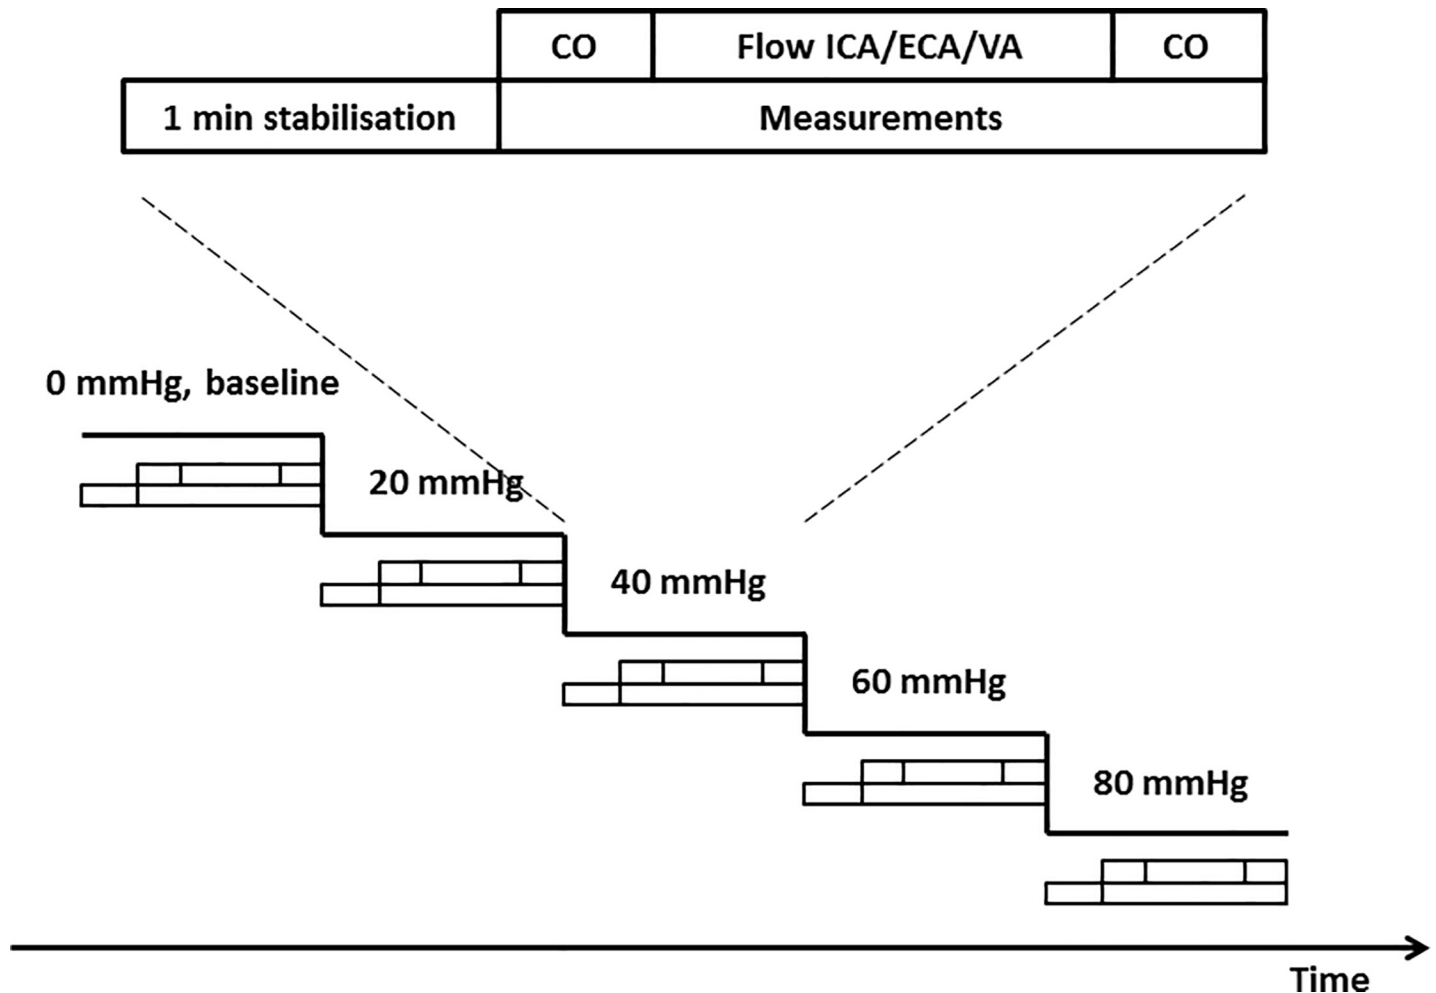 CO Flow ICA/ECA/VA CO
1 min stabilisation Measurements
0 mmHg, baseline
20 mmHg
40 mmHg
60 mmHg
80 mmHg
Time